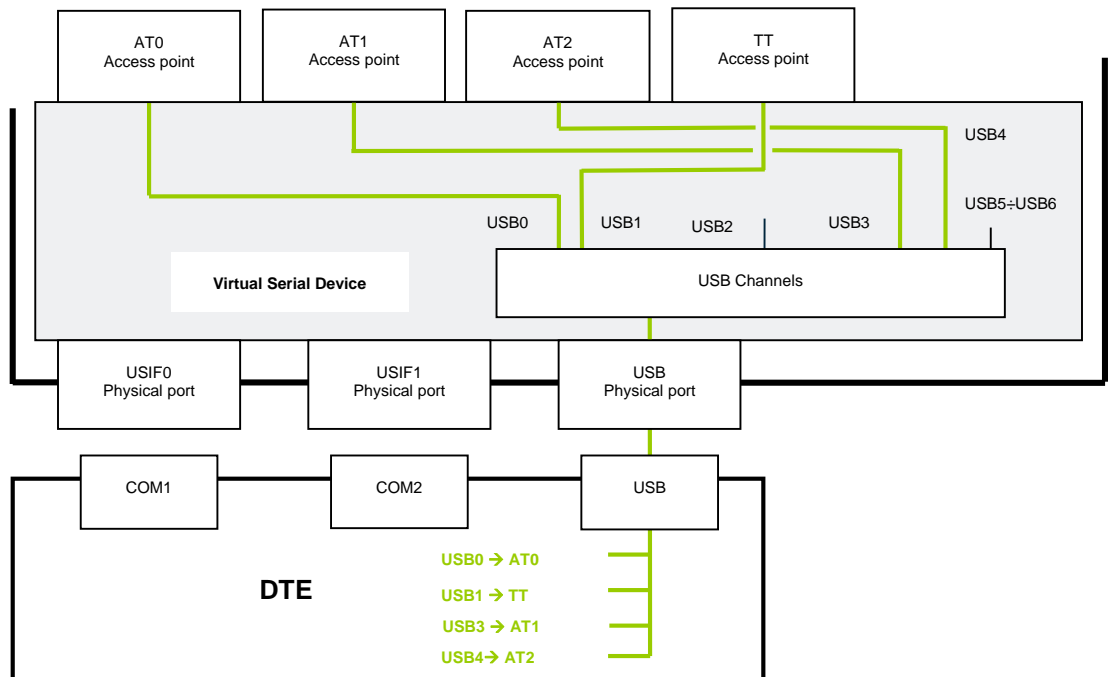 AT0
Access point
AT1
Access point
AT2
Access point
TT
Access point
USB4
USB5÷USB6
USB0
USB1
USB2
USB3
Virtual Serial Device
USB Channels
USIF0
Physical port
USIF1
Physical port
USB
Physical port
COM1
COM2
USB
USB0 → AT0
DTE
USB1 → TT
USB3 → AT1
USB4→ AT2